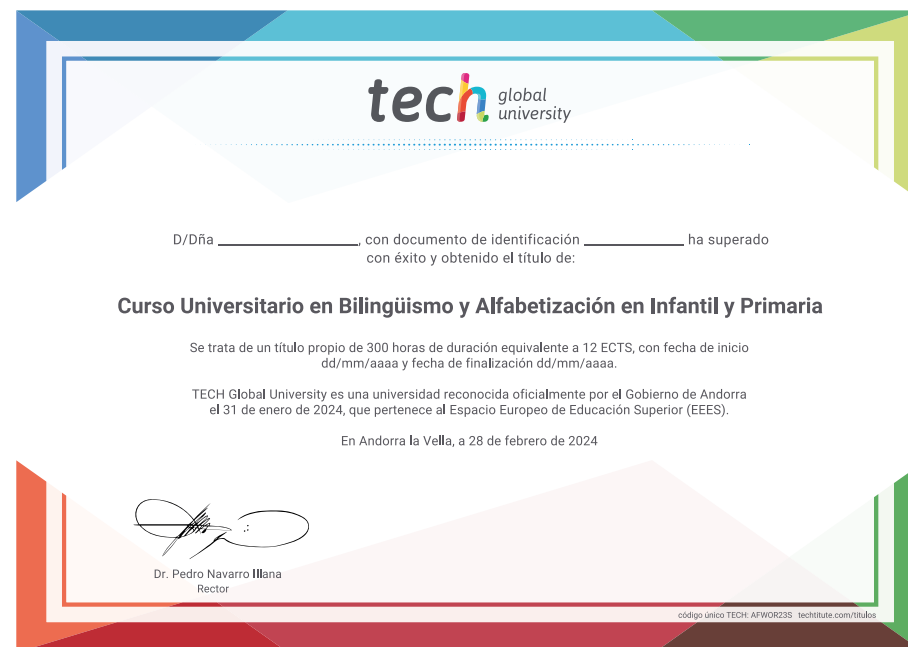 tech global university
D/Dña ____________________, con documento de identificación ______________ ha superado
con éxito y obtenido el título de:
Curso Universitario en Bilingüismo y Alfabetización en Infantil y Primaria
Se trata de un título propio de 300 horas de duración equivalente a 12 ECTS, con fecha de inicio
dd/mm/aaaa y fecha de finalización dd/mm/aaaa.
TECH Global University es una universidad reconocida oficialmente por el Gobierno de Andorra
el 31 de enero de 2024, que pertenece al Espacio Europeo de Educación Superior (EEES).
En Andorra la Vella, a 28 de febrero de 2024
Dr. Pedro Navarro Illana
Rector
código único TECH: AFWOR23S techtitute.com/titulos